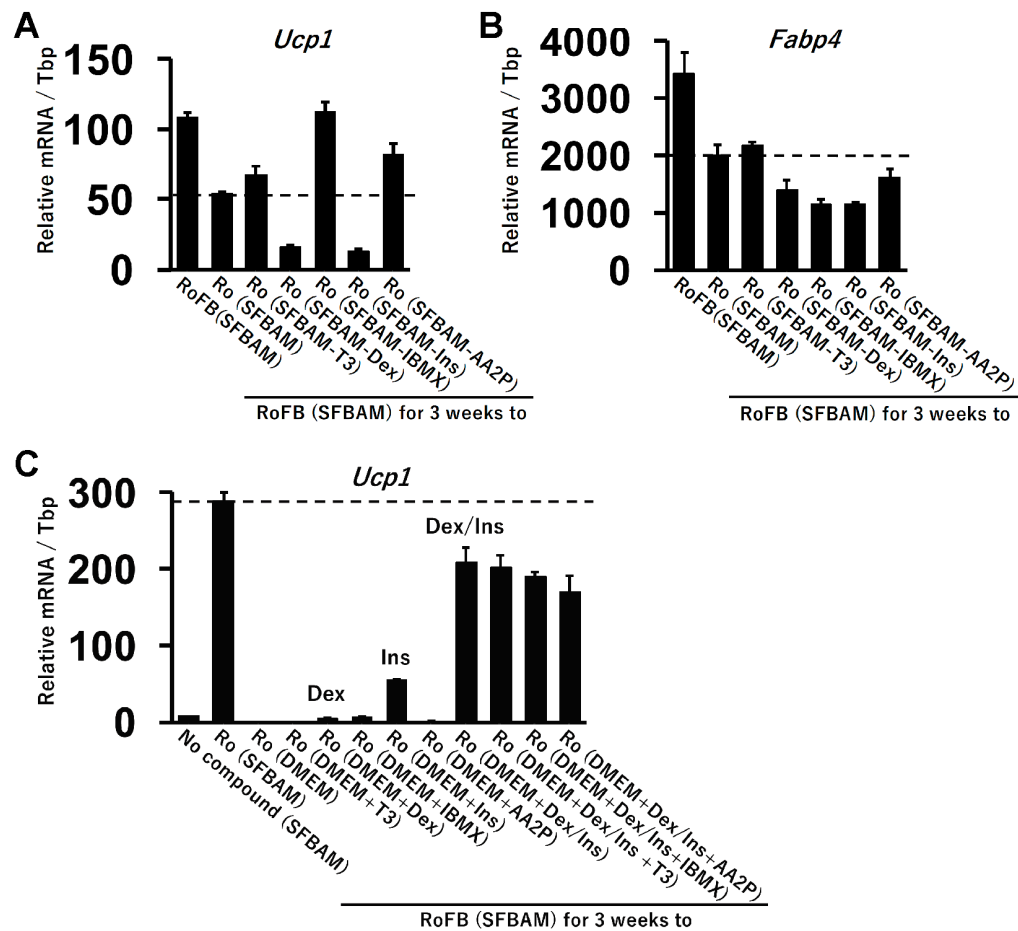 A
Ucp1
Relative mRNA / Tbp
150
100
50
0
RoFB(SFBAM)
Ro (SFBAM)
Ro (SFBAM-T3)
Ro (SFBAM-Dex)
Ro (SFBAM-IBMX)
Ro (SFBAM-Ins)
Ro (SFBAM-AA2P)
RoFB (SFBAM) for 3 weeks to
B
Fabp4
Relative mRNA / Tbp
4000
3000
2000
1000
0
RoFB(SFBAM)
Ro (SFBAM)
Ro (SFBAM-T3)
Ro (SFBAM-Dex)
Ro (SFBAM-IBMX)
Ro (SFBAM-Ins)
Ro (SFBAM-AA2P)
RoFB (SFBAM) for 3 weeks to
C
Ucp1
Relative mRNA / Tbp
300
200
100
0
Dex
Ins
Dex/Ins
No compound (SFBAM)
Ro (SFBAM)
Ro (DMEM)
Ro (DMEM+T3)
Ro (DMEM+Dex)
Ro (DMEM+IBMX)
Ro (DMEM+Ins)
Ro (DMEM+AA2P)
Ro (DMEM+Dex/Ins)
Ro (DMEM+Dex/Ins +T3)
Ro (DMEM+Dex/Ins+IBMX)
Ro (DMEM+Dex/Ins+AA2P)
RoFB (SFBAM) for 3 weeks to